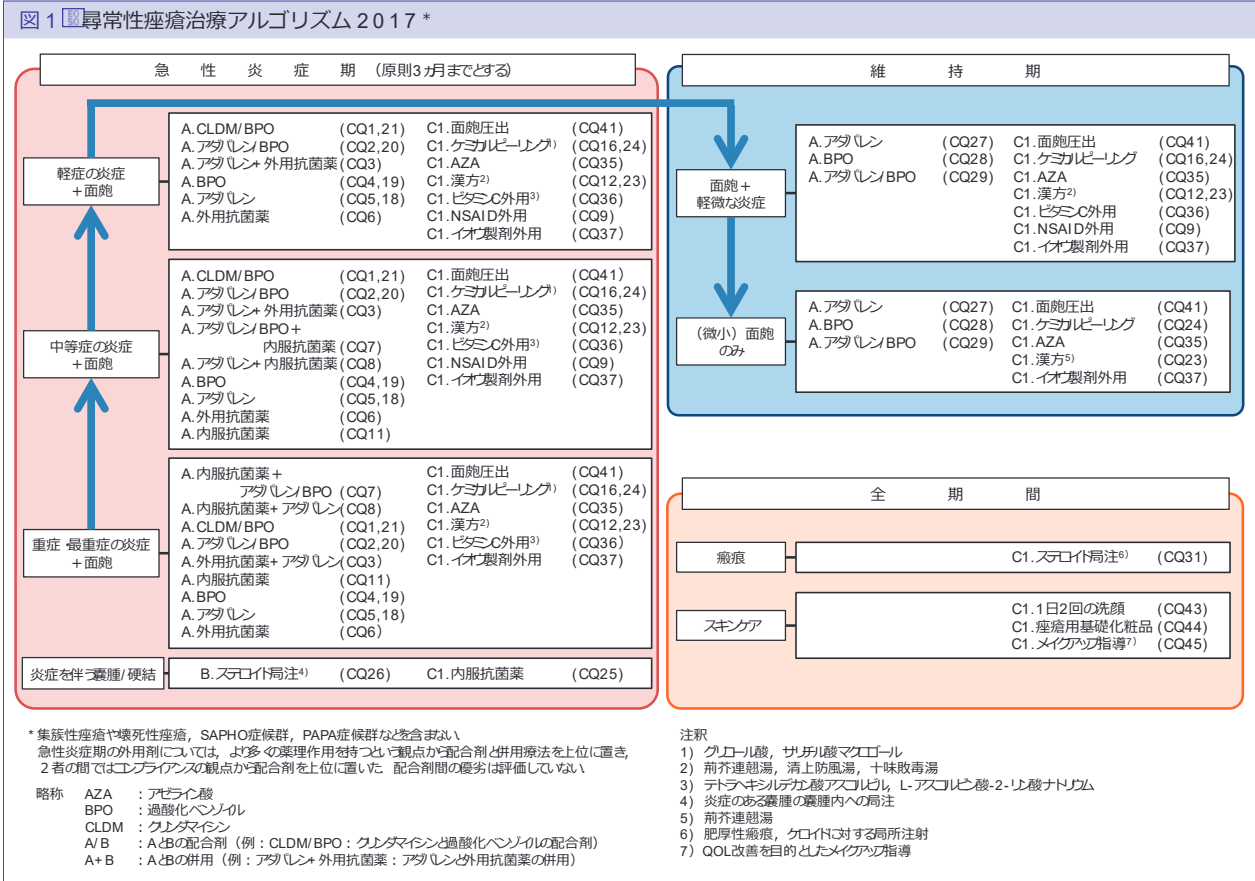 図1 尋常性痤瘡治療アルゴリズム2017*
急性炎症期（原則3ヵ月までとする）
軽症の炎症
＋面皰
A.CLDM/BPO (CQ1,21)
A.アダパレン/BPO (CQ2,20)
A.アダパレン+外用抗菌薬(CQ3)
A.BPO (CQ4,19)
A.アダパレン (CQ5,18)
A.外用抗菌薬 (CQ6)
C1.面皰圧出 (CQ41)
C1.ケミカルピーリング1) (CQ16,24)
C1.AZA (CQ35)
C1.漢方2) (CQ12,23)
C1.ビタミンC外用3) (CQ36)
C1.NSAID外用 (CQ9)
C1.イオウ製剤外用 (CQ37)
中等症の炎症
＋面皰
A.CLDM/BPO (CQ1,21)
A.アダパレン/BPO (CQ2,20)
A.アダパレン+外用抗菌薬(CQ3)
A.アダパレン/BPO＋
内服抗菌薬 (CQ7)
A.アダパレン+内服抗菌薬(CQ8)
A.BPO (CQ4,19)
A.アダパレン (CQ5,18)
A.外用抗菌薬 (CQ6)
A.内服抗菌薬 (CQ11)
C1.面皰圧出 (CQ41)
C1.ケミカルピーリング1) (CQ16,24)
C1.AZA (CQ35)
C1.漢方2) (CQ12,23)
C1.ビタミンC外用3) (CQ36)
C1.NSAID外用 (CQ9)
C1.イオウ製剤外用 (CQ37)
重症・最重症の炎症
＋面皰
A.内服抗菌薬＋
アダパレン/BPO (CQ7)
A.内服抗菌薬+アダパレン(CQ8)
A.CLDM/BPO (CQ1,21)
A.アダパレン/BPO (CQ2,20)
A.外用抗菌薬+アダパレン(CQ3)
A.内服抗菌薬 (CQ11)
A.BPO (CQ4,19)
A.アダパレン (CQ5,18)
A.外用抗菌薬 (CQ6)
C1.面皰圧出 (CQ41)
C1.ケミカルピーリング1) (CQ16,24)
C1.AZA (CQ35)
C1.漢方2) (CQ12,23)
C1.ビタミンC外用3) (CQ36)
C1.イオウ製剤外用 (CQ37)
炎症を伴う嚢腫/硬結
B.ステロイド局注4) (CQ26) C1.内服抗菌薬 (CQ25)
維持期
面皰＋
軽微な炎症
A.アダパレン (CQ27)
A.BPO (CQ28)
A.アダパレン/BPO (CQ29)
C1.面皰圧出 (CQ41)
C1.ケミカルピーリング (CQ16,24)
C1.AZA (CQ35)
C1.漢方2) (CQ12,23)
C1.ビタミンC外用 (CQ36)
C1.NSAID外用 (CQ9)
C1.イオウ製剤外用 (CQ37)
（微小）面皰
のみ
A.アダパレン (CQ27)
A.BPO (CQ28)
A.アダパレン/BPO (CQ29)
C1.面皰圧出 (CQ41)
C1.ケミカルピーリング (CQ24)
C1.AZA (CQ35)
C1.漢方5) (CQ23)
C1.イオウ製剤外用 (CQ37)
全期間
瘢痕
C1.ステロイド局注6) (CQ31)
スキンケア
C1.1日2回の洗顔 (CQ43)
C1.痤瘡用基礎化粧品 (CQ44)
C1.メイクアップ指導7) (CQ45)
*集簇性痤瘡や壊死性痤瘡，SAPHO症候群，PAPA症候群などを含まない.
急性炎症期の外用剤については，より多くの薬理作用を持つという観点から配合剤と併用療法を上位に置き，
2者の間ではコンプライアンスの観点から配合剤を上位に置いた．配合剤間の優劣は評価していない.
略称 AZA ：アゼライン酸
BPO ：過酸化ベンゾイル
CLDM ：クリンダマイシン
A/B ：AとBの配合剤（例：CLDM/BPO：クリンダマイシンと過酸化ベンゾイルの配合剤）
A+B ：AとBの併用（例：アダパレン+外用抗菌薬：アダパレンと外用抗菌薬の併用）
注釈
1) グリコール酸，サリチル酸マクロゴール
2) 荊芥連翹湯，清上防風湯，十味敗毒湯
3) テトラヘキシルデカン酸アスコルビル，L-アスコルビン酸-2-リン酸ナトリウム
4) 炎症のある嚢腫の嚢腫内への局注
5) 荊芥連翹湯
6) 肥厚性瘢痕，ケロイドに対する局所注射
7) QOL改善を目的としたメイクアップ指導